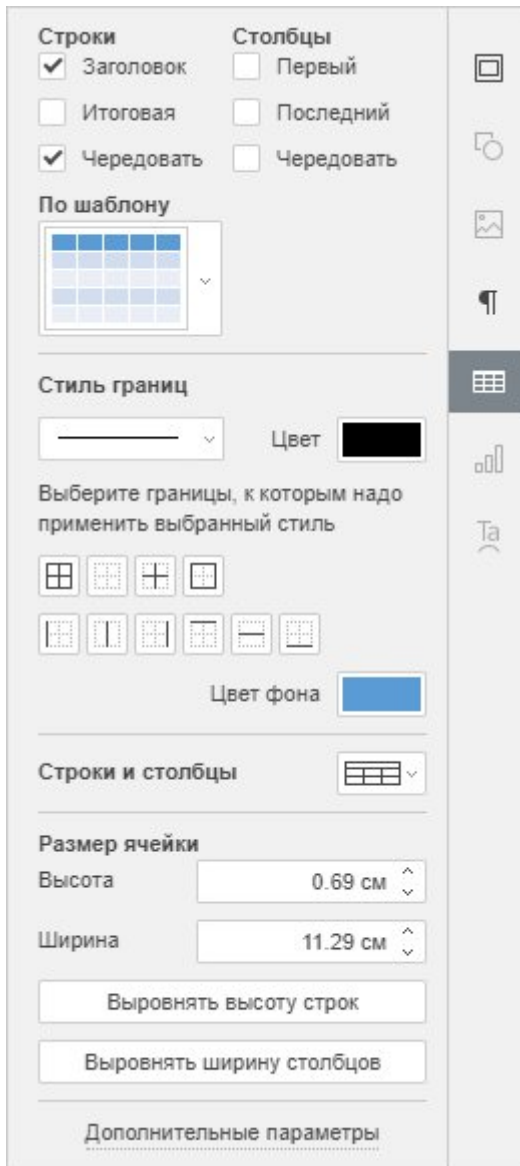 Строки Столбцы
Заголовок Первый
Итоговая Последний
Чередовать Чередовать
По шаблону
Стиль границ
Цвет
Выберите границы, к которым надо
применить выбранный стиль
Цвет фона
Строки и столбцы
Размер ячейки
Высота 0.69 см
Ширина 11.29 см
Выровнять высоту строк
Выровнять ширину столбцов
Дополнительные параметры
¶
Ta